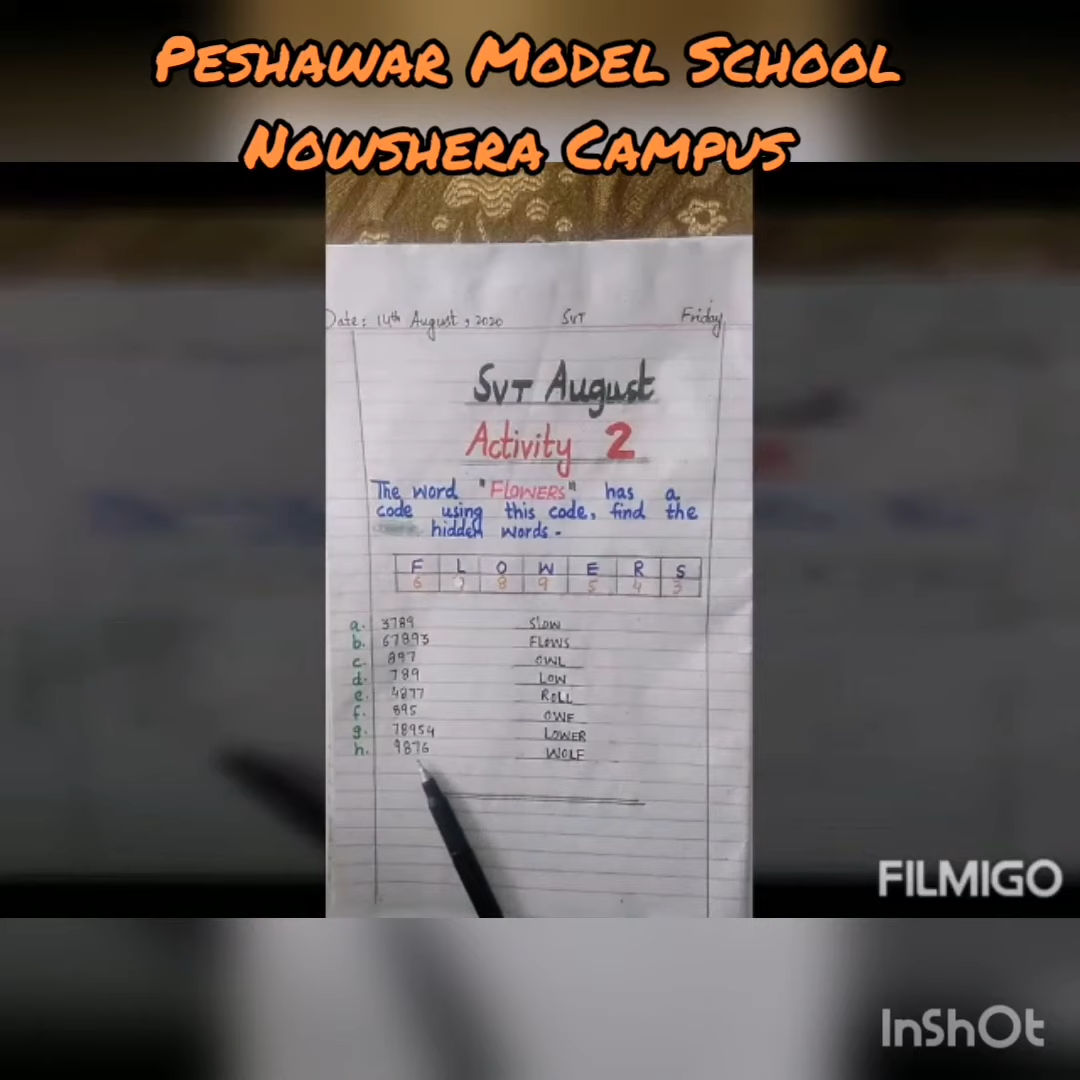 PESHAWAR MODEL SCHOOL
NOWSHERA CAMPUS
Date: 14th August, 2020 SVT Friday
SVT August
Activity 2
The word "FLOWERS" has a
code using this code, find the
hidden words.
F L O W E R S
6 7 8 9 5 4 3
a. 3789 SLOW
b. 67893 FLOWS
c. 897 OWL
d. 789 LOW
e. 4877 ROLL
f. 895 OWE
g. 78954 LOWER
h. 9876 WOLF
FILMIGO
InShOt